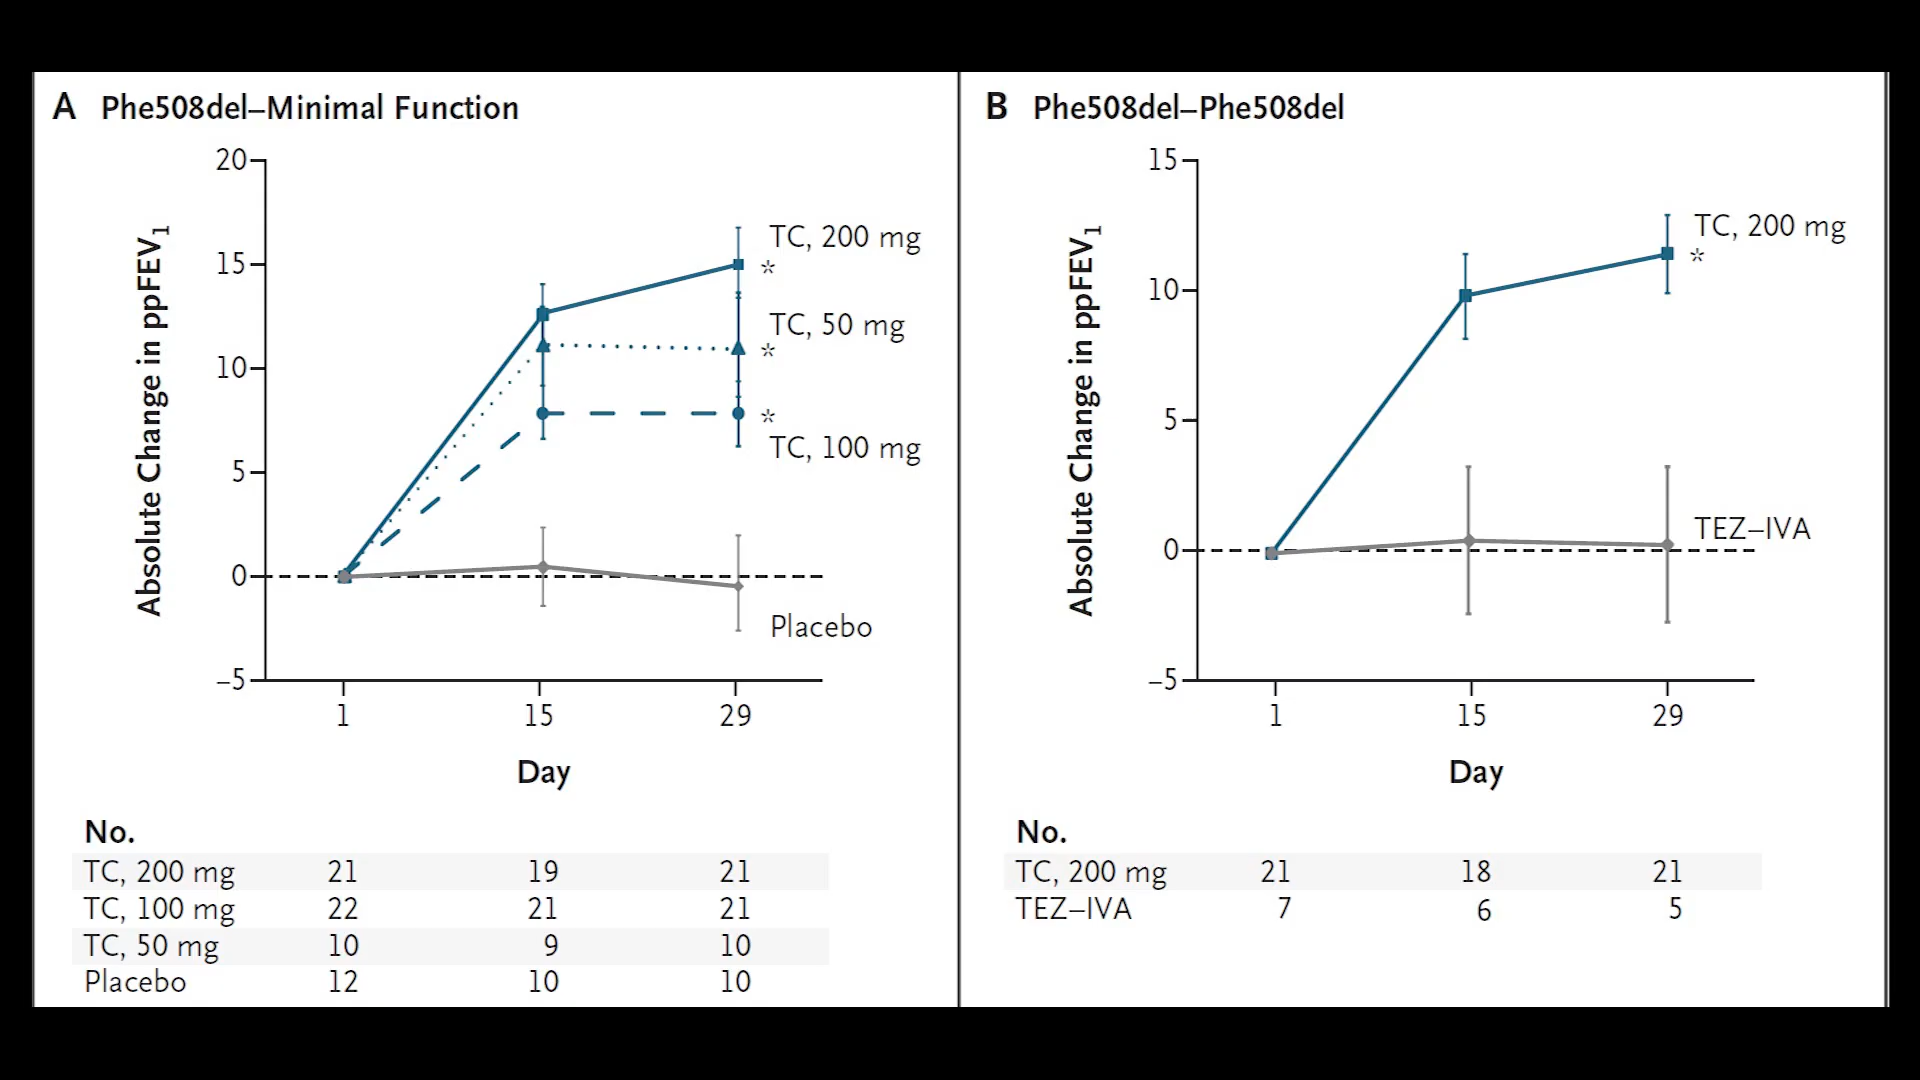 A Phe508del–Minimal Function
Absolute Change in ppFEV1
20
15
10
5
0
−5
TC, 200 mg
*
TC, 50 mg
*
*
TC, 100 mg
Placebo
1 15 29
Day
No.
TC, 200 mg 21 19 21
TC, 100 mg 22 21 21
TC, 50 mg 10 9 10
Placebo 12 10 10
B Phe508del–Phe508del
Absolute Change in ppFEV1
15
10
5
0
−5
TC, 200 mg
*
TEZ–IVA
1 15 29
Day
No.
TC, 200 mg 21 18 21
TEZ–IVA 7 6 5